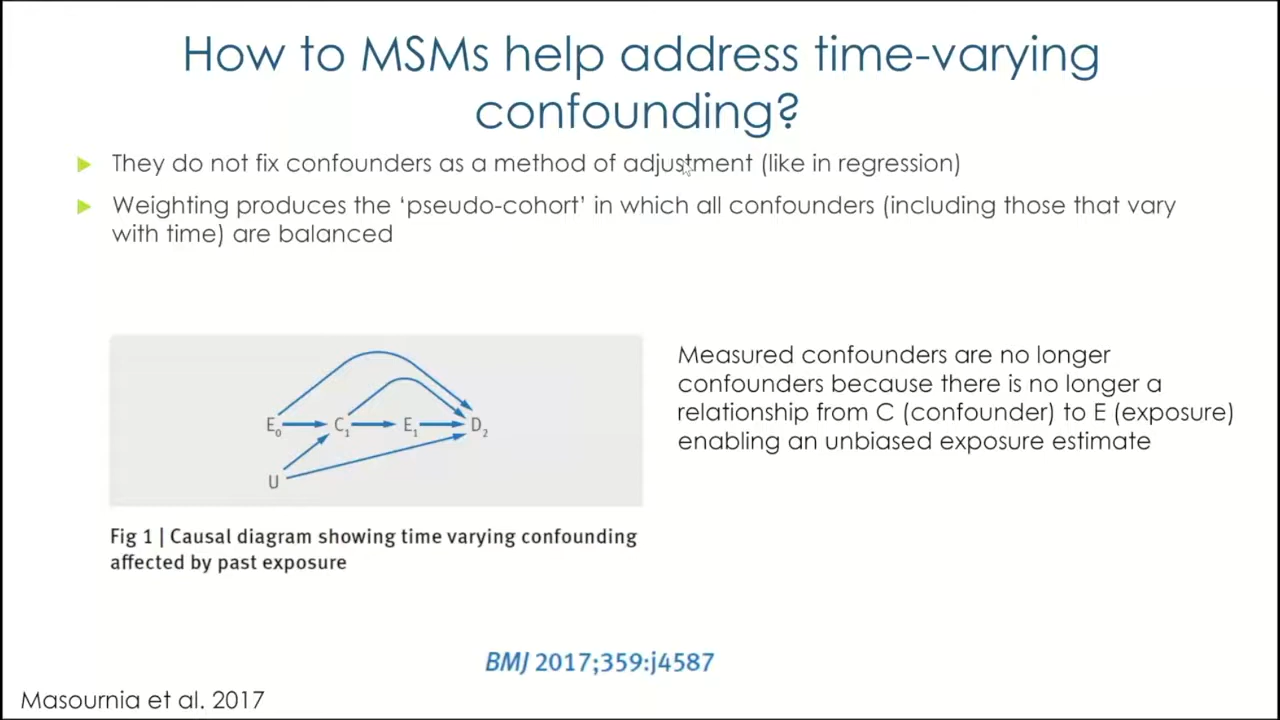 How to MSMs help address time-varying
confounding?
They do not fix confounders as a method of adjustment (like in regression)
Weighting produces the ‘pseudo-cohort’ in which all confounders (including those that vary
with time) are balanced
E0 C1 E1 D2
U
Measured confounders are no longer
confounders because there is no longer a
relationship from C (confounder) to E (exposure)
enabling an unbiased exposure estimate
Fig 1 | Causal diagram showing time varying confounding
affected by past exposure
BMJ 2017;359:j4587
Masournia et al. 2017